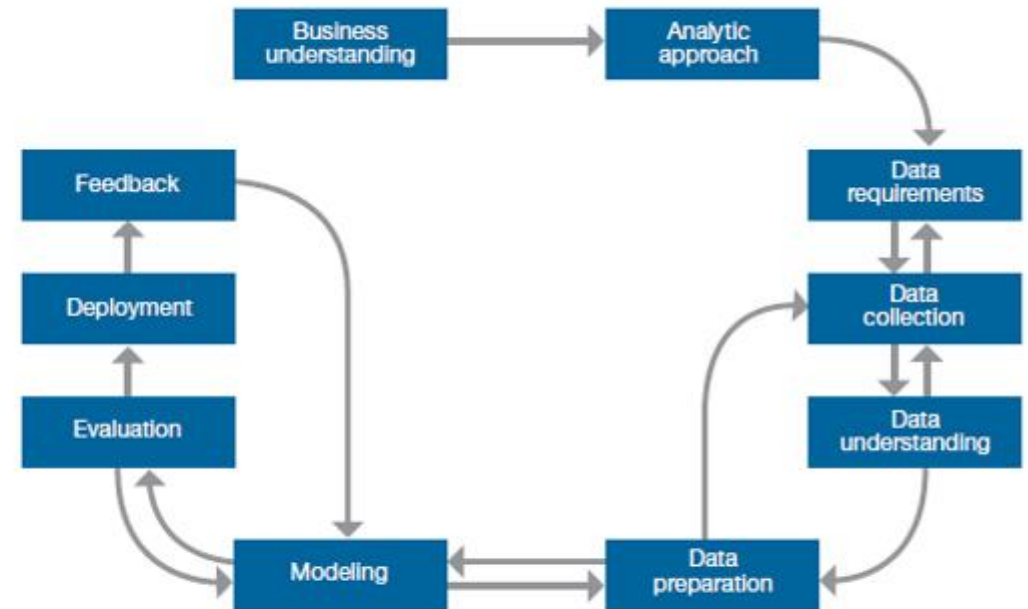 Business
understanding
Analytic
approach
Data
requirements
Data
collection
Data
understanding
Data
preparation
Modeling
Evaluation
Deployment
Feedback